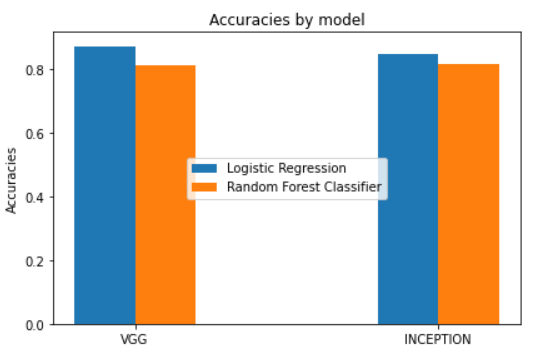 Accuracies by model
Accuracies
0.8
0.6
0.4
0.2
0.0
Logistic Regression
Random Forest Classifier
VGG
INCEPTION